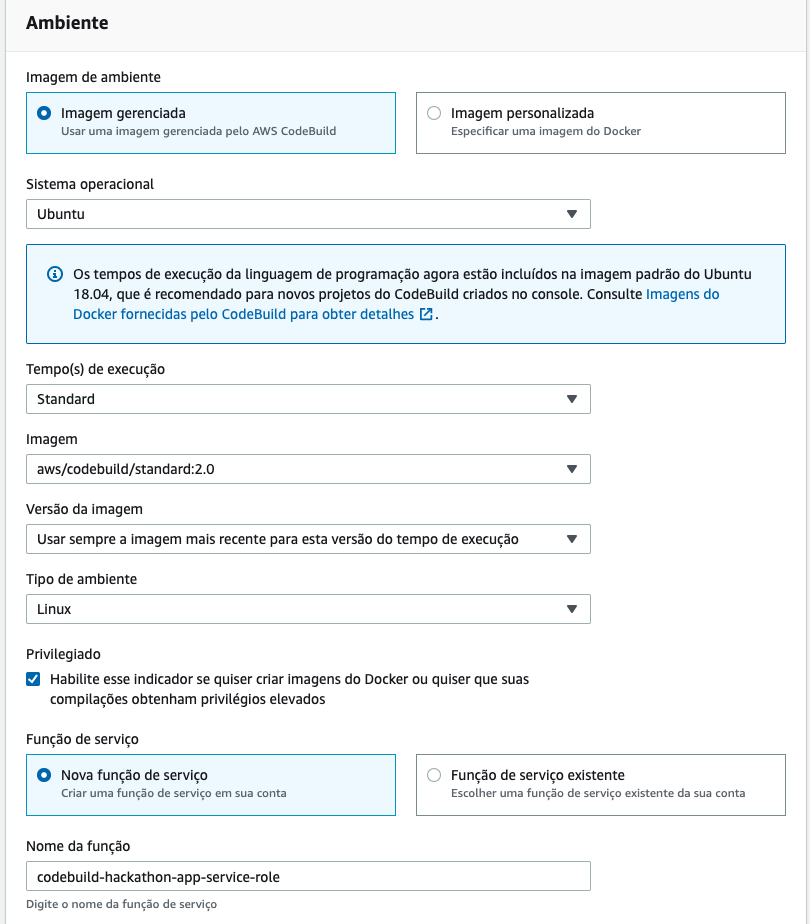 Ambiente
Imagem de ambiente
Imagem gerenciada
Usar uma imagem gerenciada pelo AWS CodeBuild
Imagem personalizada
Especificar uma imagem do Docker
Sistema operacional
Ubuntu
Os tempos de execução da linguagem de programação agora estão incluídos na imagem padrão do Ubuntu
18.04, que é recomendado para novos projetos do CodeBuild criados no console. Consulte Imagens do
Docker fornecidas pelo CodeBuild para obter detalhes .
Tempo(s) de execução
Standard
Imagem
aws/codebuild/standard:2.0
Versão da imagem
Usar sempre a imagem mais recente para esta versão do tempo de execução
Tipo de ambiente
Linux
Privilegiado
Habilite esse indicador se quiser criar imagens do Docker ou quiser que suas
compilações obtenham privilégios elevados
Função de serviço
Nova função de serviço
Criar uma função de serviço em sua conta
Função de serviço existente
Escolher uma função de serviço existente da sua conta
Nome da função
codebuild-hackathon-app-service-role
Digite o nome da função de serviço